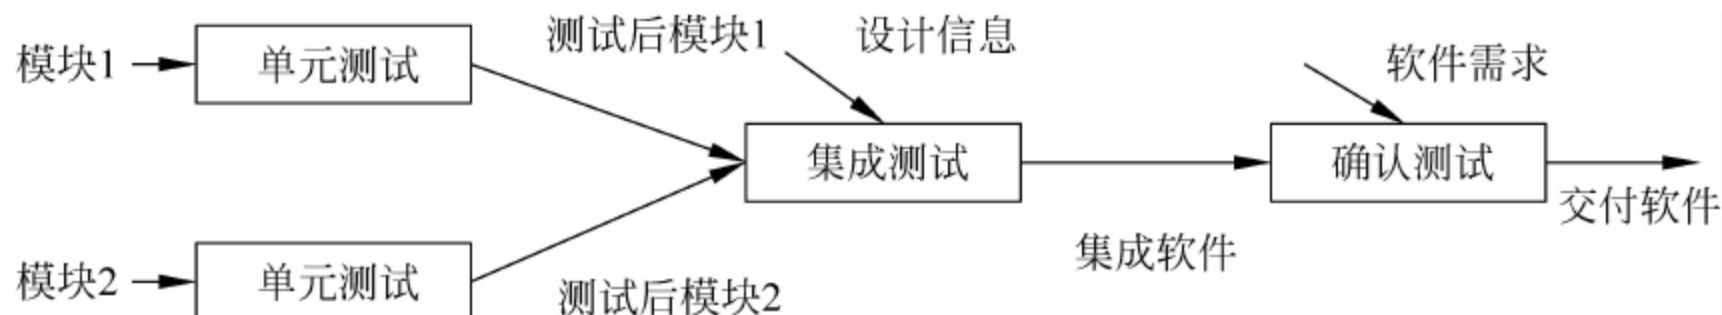 模块1
单元测试
测试后模块1
设计信息
软件需求
集成测试
确认测试
交付软件
集成软件
模块2
单元测试
测试后模块2